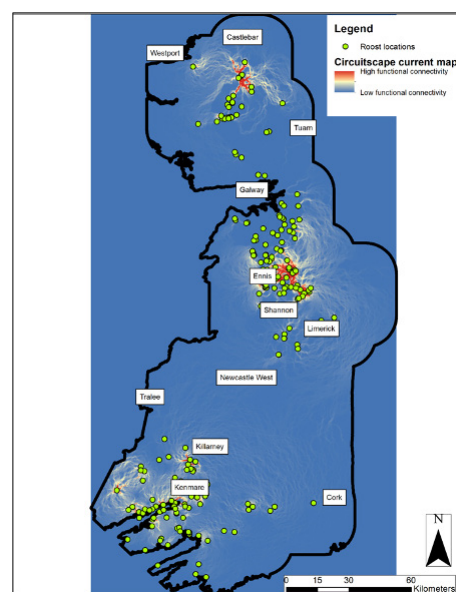 Castlebar
Legend
Westport
Roost locations
Circuitscape current map
High functional connectivity
Low functional connectivity
Tuam
Galway
Ennis
Shannon
Limerick
Newcastle West
Tralee
Killarney
Kenmare
Cork
N
0 15 30 60
Kilometers